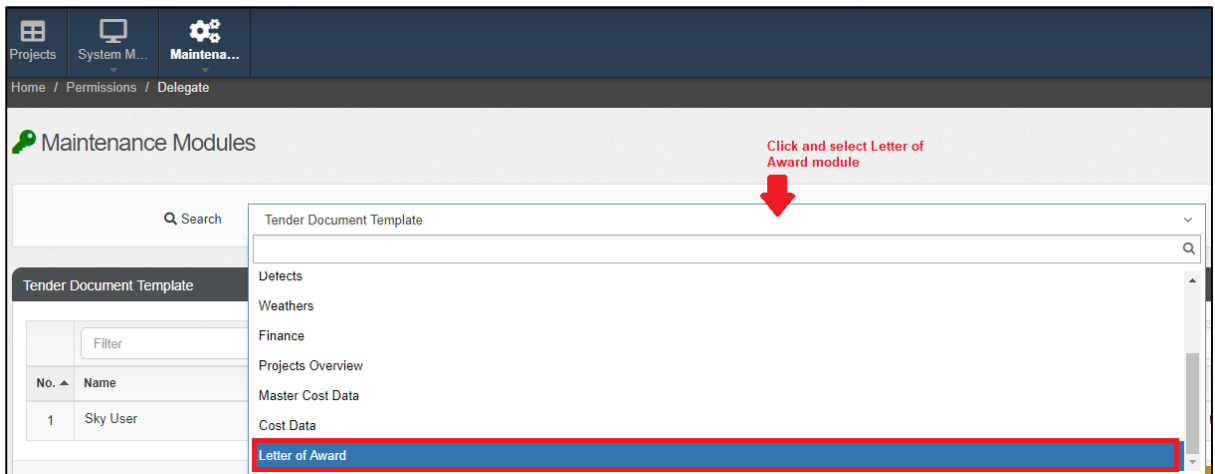 Projects
System M...
Maintena...
Home / Permissions / Delegate
Maintenance Modules
Click and select Letter of
Award module
Search
Tender Document Template
Defects
Tender Document Template
Weathers
Finance
Filter
Projects Overview
No.
Name
Master Cost Data
1
Sky User
Cost Data
Letter of Award